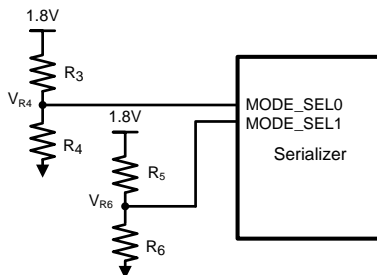 1.8V
R3
VR4
MODE_SEL0
R4
1.8V
MODE_SEL1
Serializer
R5
VR6
R6